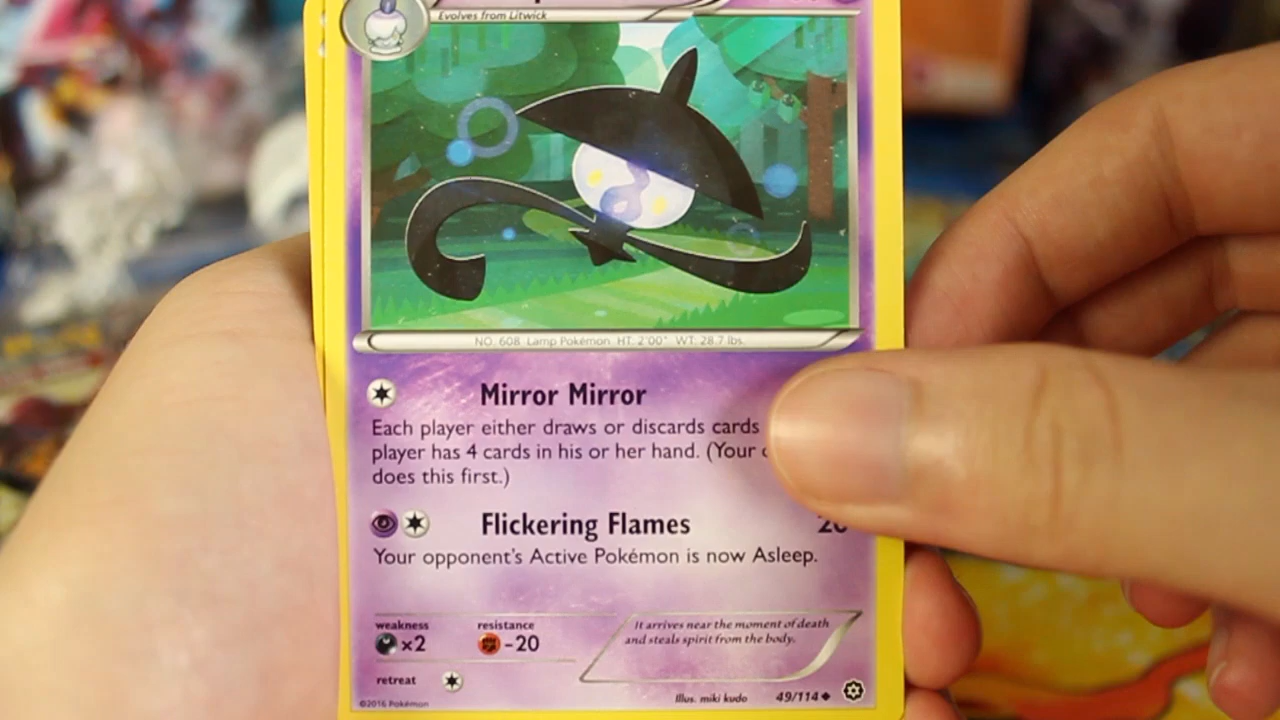 Evolves from Litwick
NO. 608 Lamp Pokémon HT: 2'00" WT: 28.7 lbs.
Mirror Mirror
Each player either draws or discards cards
player has 4 cards in his or her hand. (Your
does this first.)
Flickering Flames 20
Your opponent's Active Pokémon is now Asleep.
weakness resistance
×2 -20
It arrives near the moment of death
and steals spirit from the body.
retreat
©2016 Pokémon
Illus. miki kudo 49/114